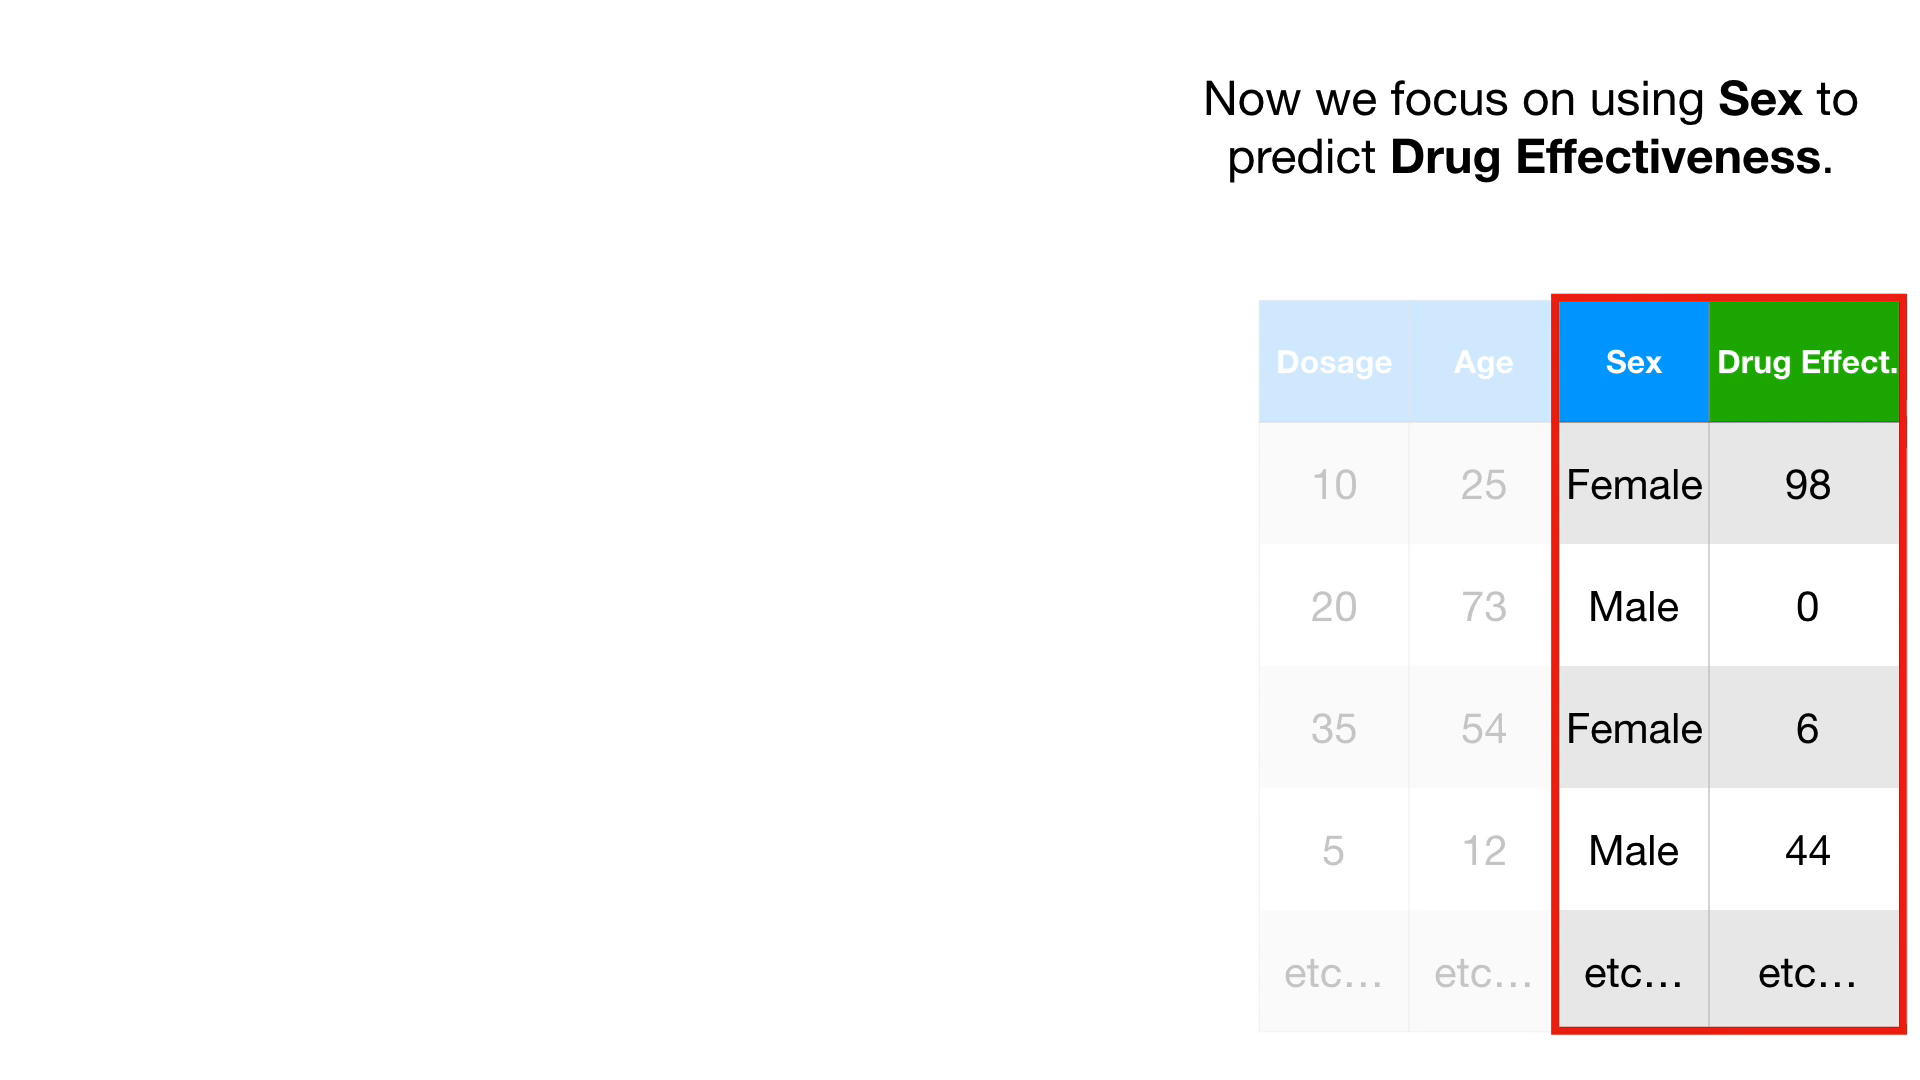 Now we focus on using Sex to
predict Drug Effectiveness.
Dosage Age Sex Drug Effect.
10 25 Female 98
20 73 Male 0
35 54 Female 6
5 12 Male 44
etc… etc… etc… etc…